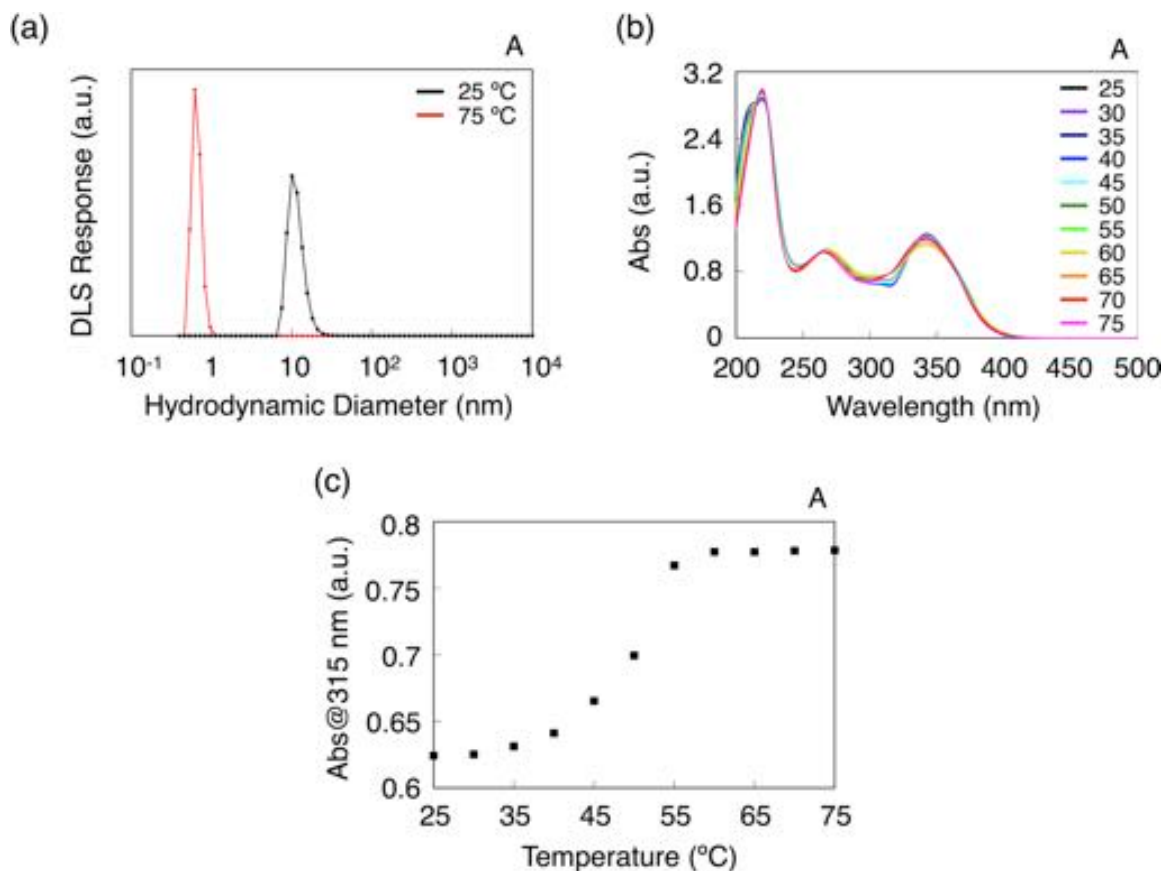 (a)
A
DLS Response (a.u.)
25 ºC
75 ºC
10-1
1
10
10²
10³
10⁴
Hydrodynamic Diameter (nm)
(b)
A
Abs (a.u.)
3.2
2.4
1.6
0.8
0
25
30
35
40
45
50
55
60
65
70
75
200 250 300 350 400 450 500
Wavelength (nm)
(c)
A
Abs@315 nm (a.u.)
0.8
0.75
0.7
0.65
0.6
25 35 45 55 65 75
Temperature (ºC)